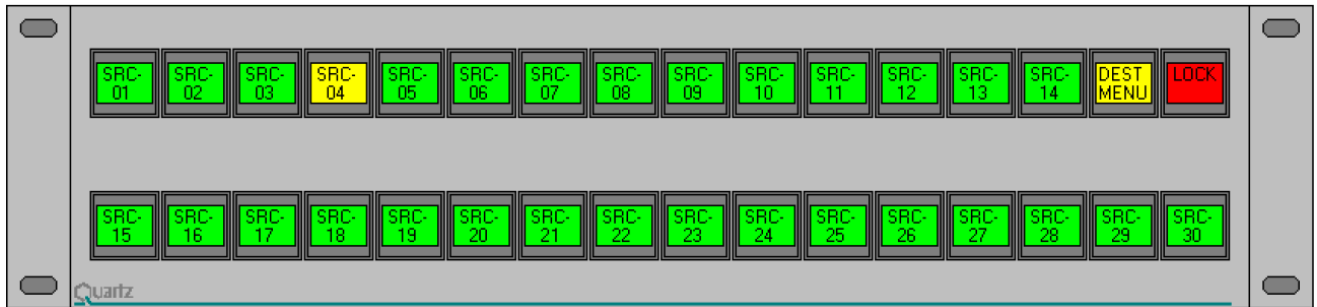 SRC- SRC- SRC- SRC- SRC- SRC- SRC- SRC- SRC- SRC- SRC- SRC- SRC- SRC- DEST LOCK
01 02 03 04 05 06 07 08 09 10 11 12 13 14 MENU
SRC- SRC- SRC- SRC- SRC- SRC- SRC- SRC- SRC- SRC- SRC- SRC- SRC- SRC- SRC- SRC-
15 16 17 18 19 20 21 22 23 24 25 26 27 28 29 30
Quartz